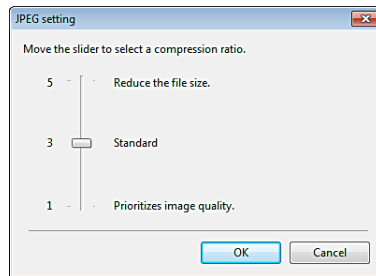 JPEG setting
Move the slider to select a compression ratio.
5 Reduce the file size.
3 Standard
1 Prioritizes image quality.
OK Cancel